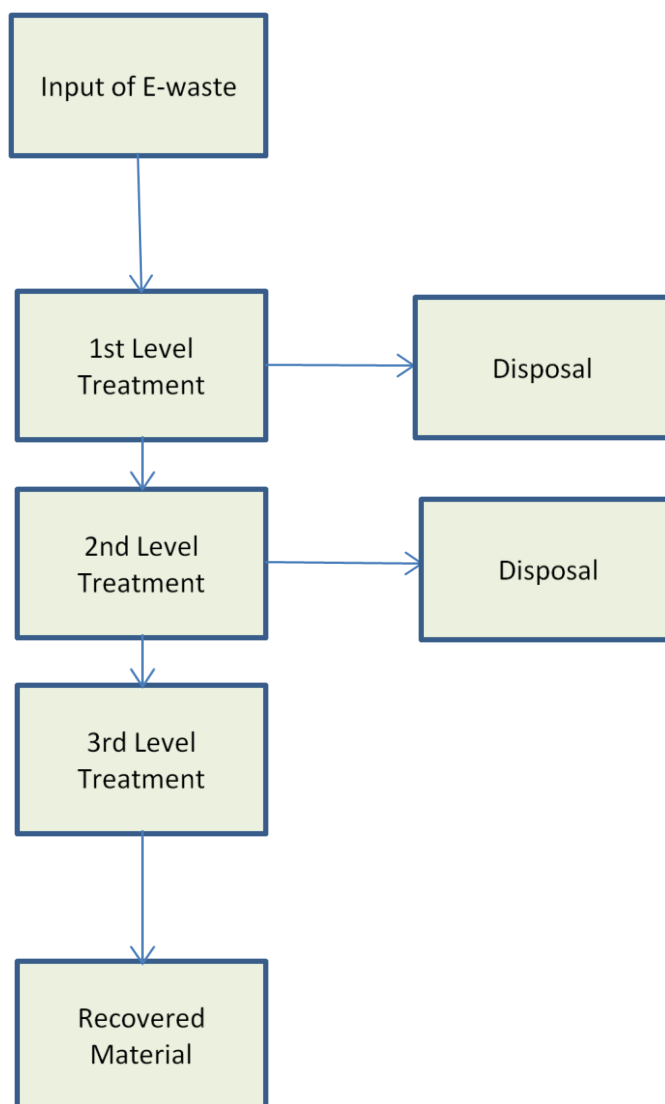 Input of E-waste
1st Level
Treatment
Disposal
2nd Level
Treatment
Disposal
3rd Level
Treatment
Recovered
Material